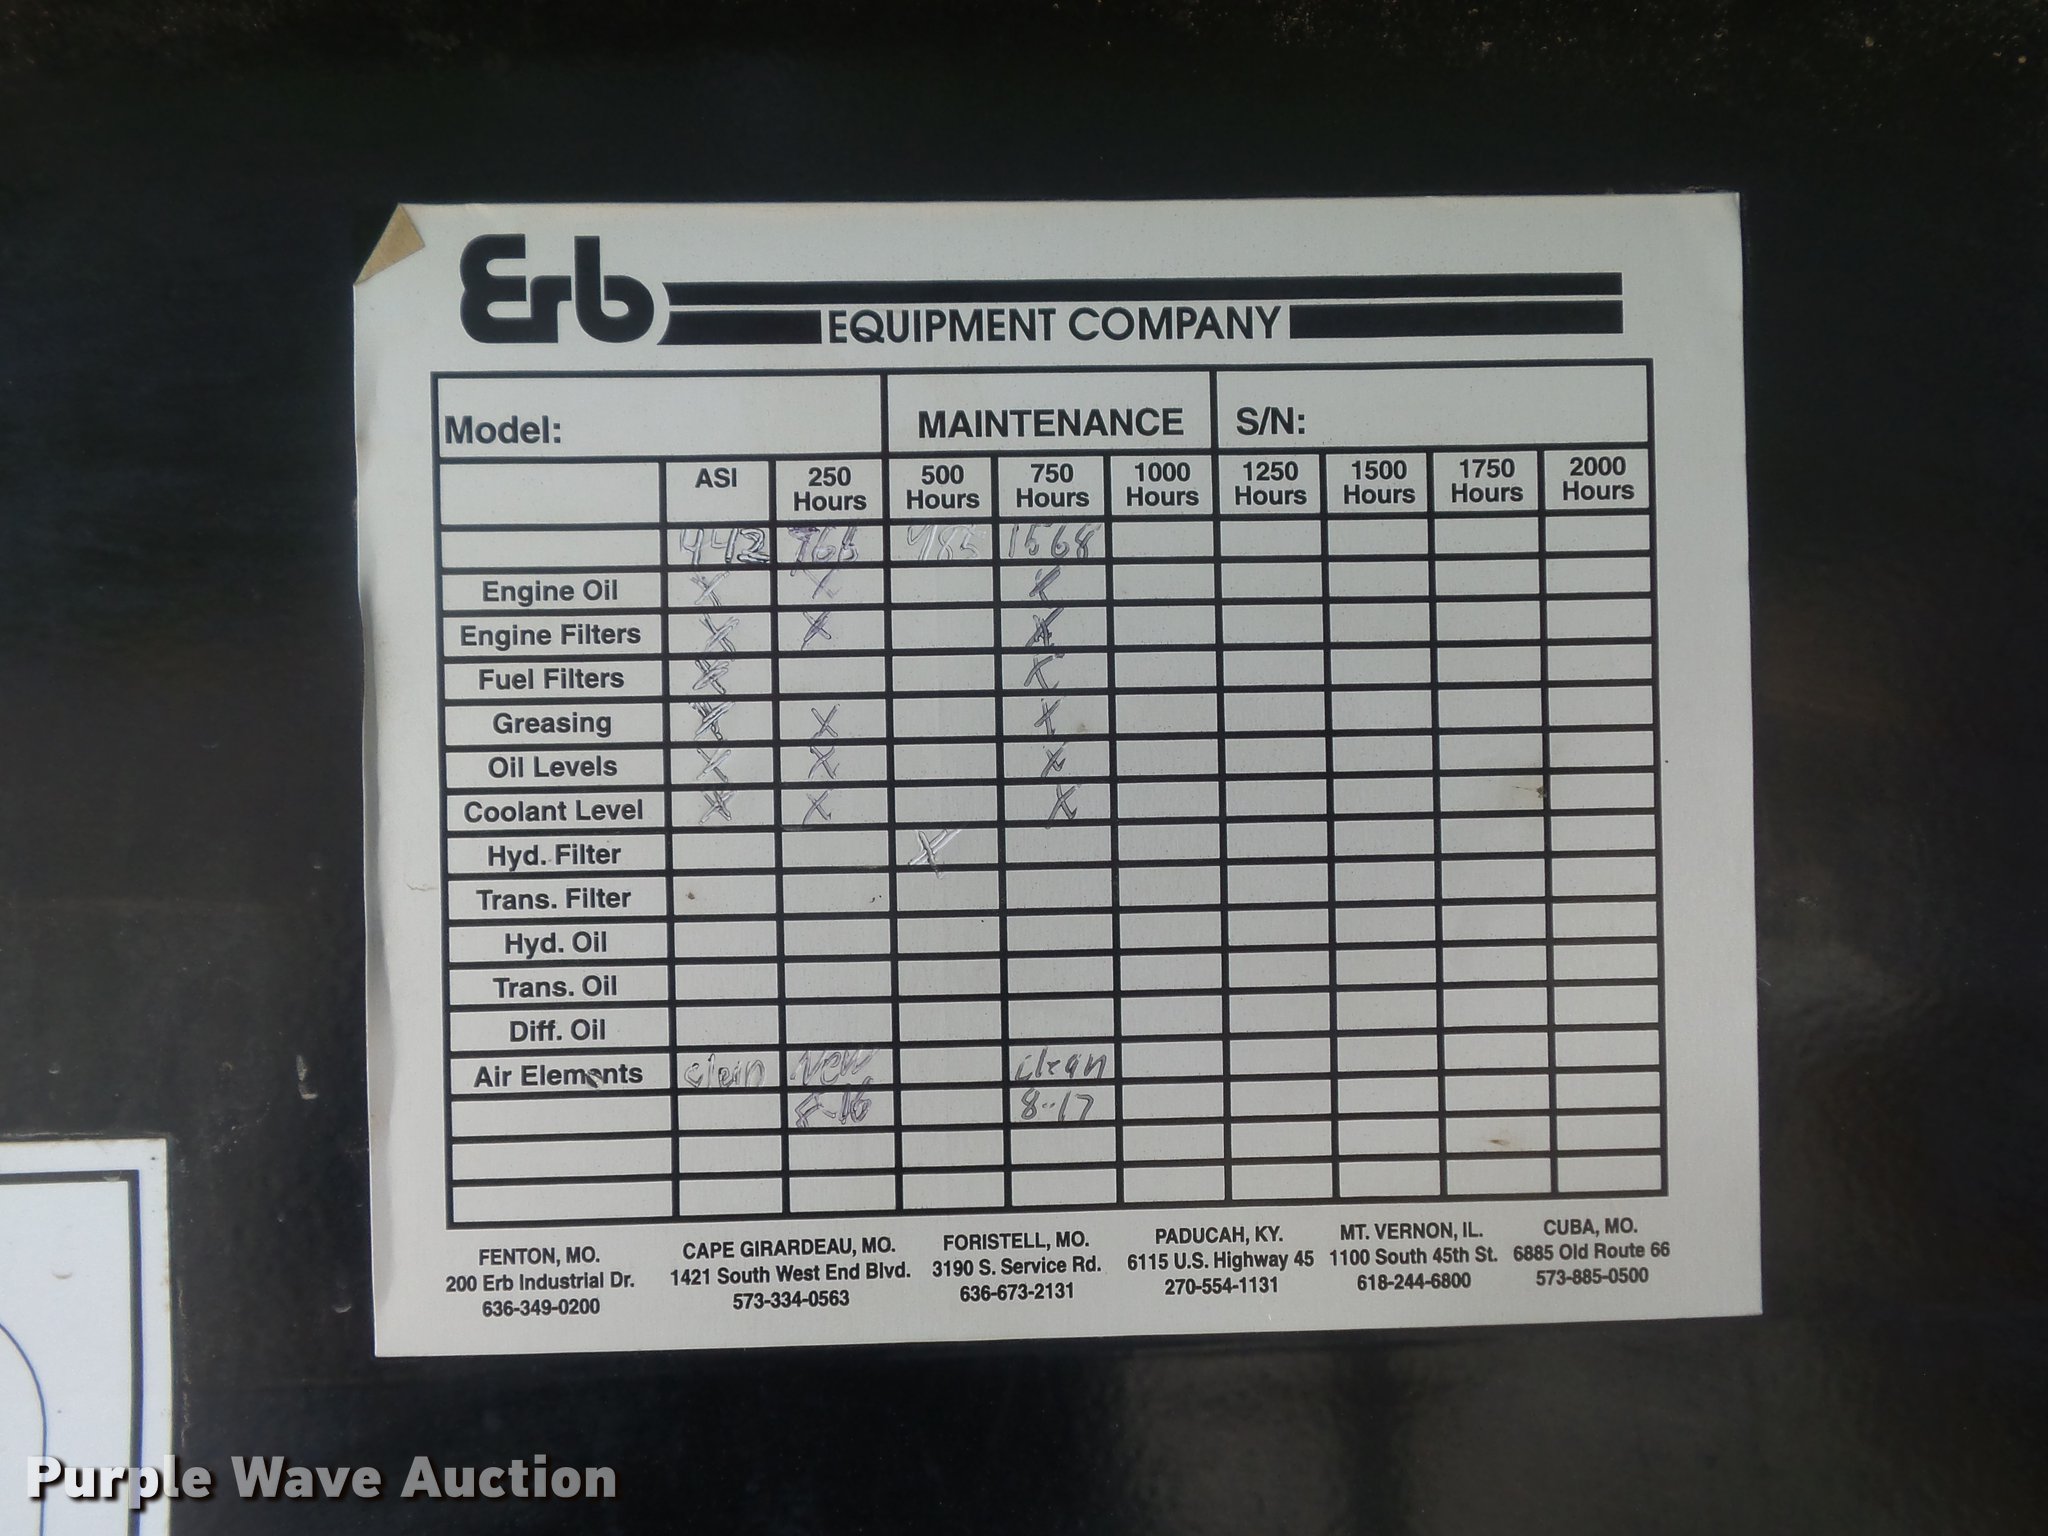 Erb
EQUIPMENT COMPANY
Model: MAINTENANCE S/N:
ASI 250 Hours 500 Hours 750 Hours 1000 Hours 1250 Hours 1500 Hours 1750 Hours 2000 Hours
442 485 1568
Engine Oil X X X
Engine Filters X X X
Fuel Filters X X
Greasing X X X
Oil Levels X X X
Coolant Level X X X
Hyd. Filter X
Trans. Filter
Hyd. Oil
Trans. Oil
Diff. Oil
Air Elements clean New clean
8-16 8-17
FENTON, MO.
200 Erb Industrial Dr.
636-349-0200
CAPE GIRARDEAU, MO.
1421 South West End Blvd.
573-334-0563
FORISTELL, MO.
3190 S. Service Rd.
636-673-2131
PADUCAH, KY.
6115 U.S. Highway 45
270-554-1131
MT. VERNON, IL.
1100 South 45th St.
618-244-6800
CUBA, MO.
6885 Old Route 66
573-885-0500
Purple Wave Auction